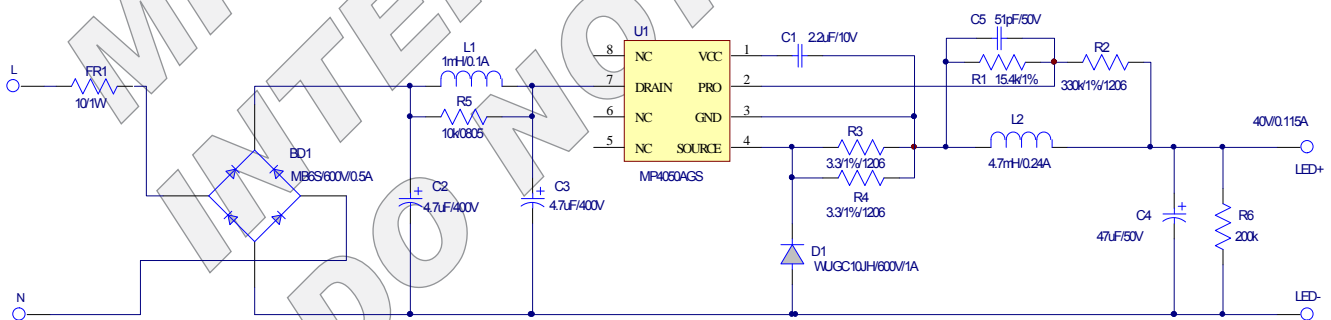 C5 51pF/50V
U1
C1 2.2uF/10V
L1
1mH/0.1A
R2
8 NC VCC 1
L
FR1
10/1W
7 DRAIN PRO 2
R1 15.4k/1%
330k/1%/1206
R5
10k/0805
6 NC GND 3
L2
4.7mH/0.24A
40V/0.115A
R3
3.3/1%/1206
5 NC SOURCE 4
BD1
MB6S/600V/0.5A
MP4050AGS
LED+
R4
3.3/1%/1206
C2
4.7uF/400V
C3
4.7uF/400V
C4
47uF/50V
R6
200k
D1
WUGC10JH/600V/1A
N
LED-
DO NOT